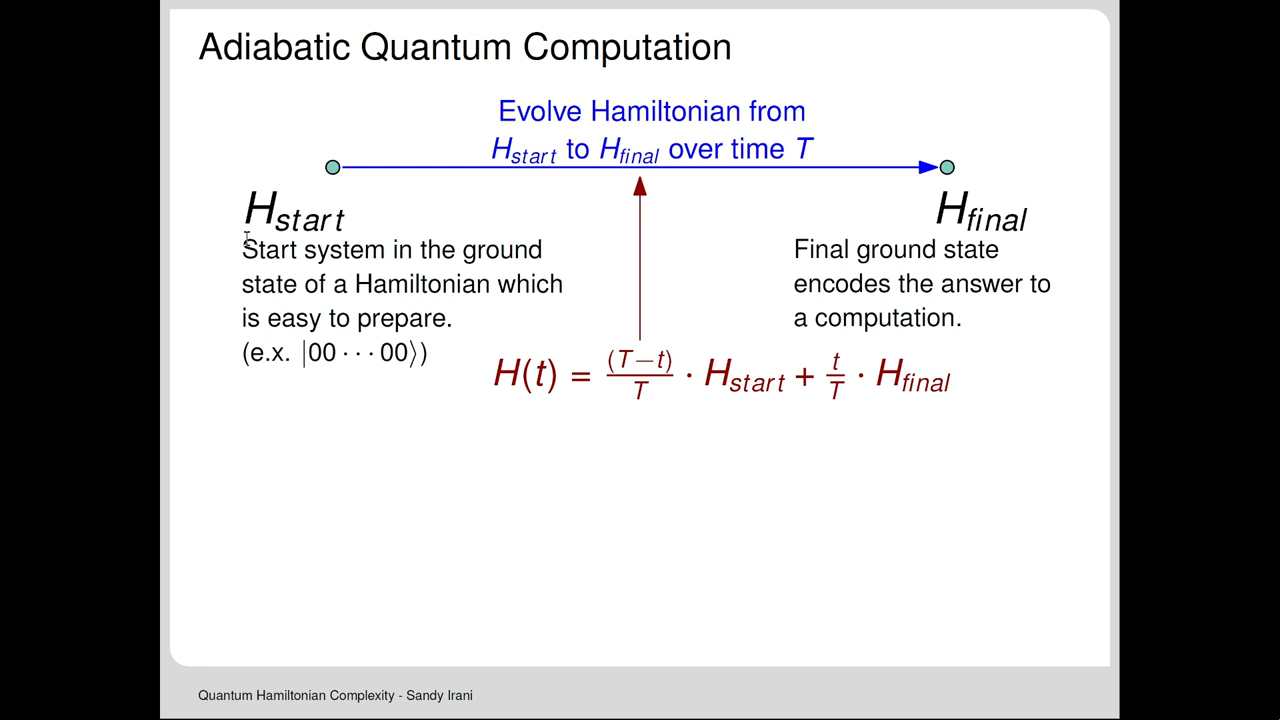 Adiabatic Quantum Computation
Evolve Hamiltonian from
H_start to H_final over time T
H_start
Start system in the ground
state of a Hamiltonian which
is easy to prepare.
(e.x. |00 ··· 00⟩)
H_final
Final ground state
encodes the answer to
a computation.
H(t) = (T−t)/T · H_start + t/T · H_final
Quantum Hamiltonian Complexity - Sandy Irani